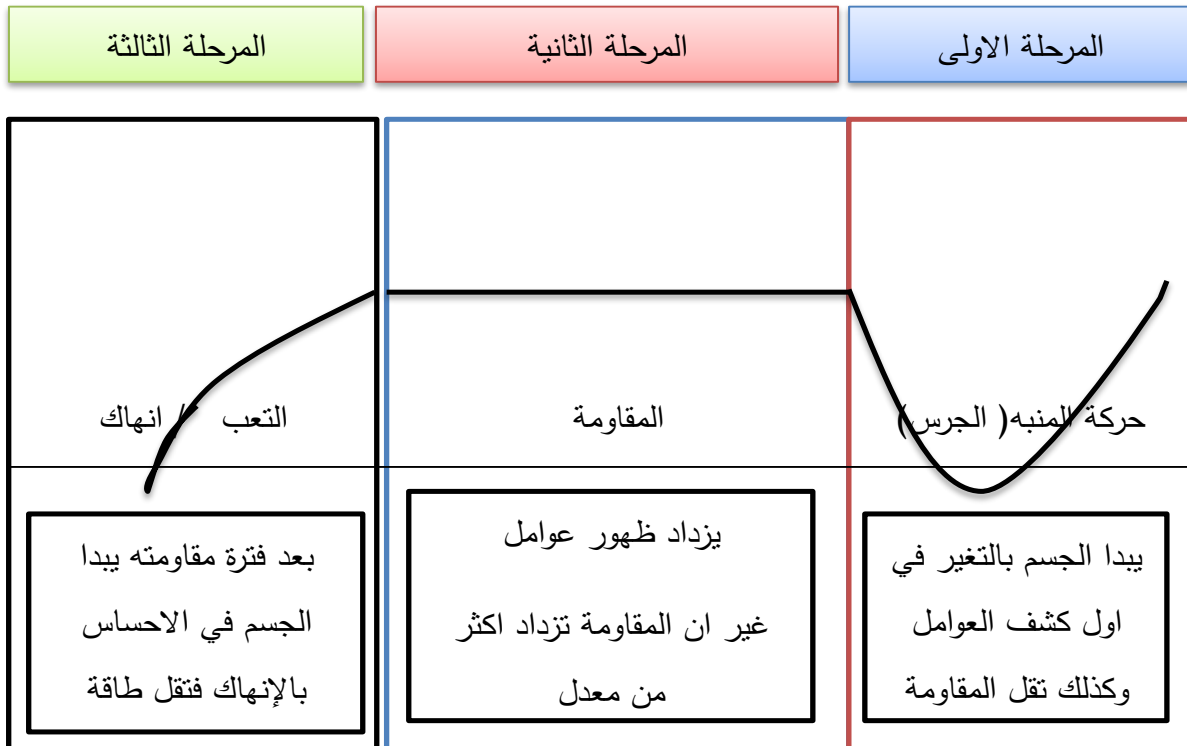 المرحلة الاولى
المرحلة الثانية
المرحلة الثالثة
حركة المنبه( الجرس)
المقاومة
التعب / انهاك
يبدا الجسم بالتغير في
اول كشف العوامل
وكذلك تقل المقاومة
يزداد ظهور عوامل
غير ان المقاومة تزداد اكثر
من معدل
بعد فترة مقاومته يبدا
الجسم في الاحساس
بالإنهاك فتقل طاقة